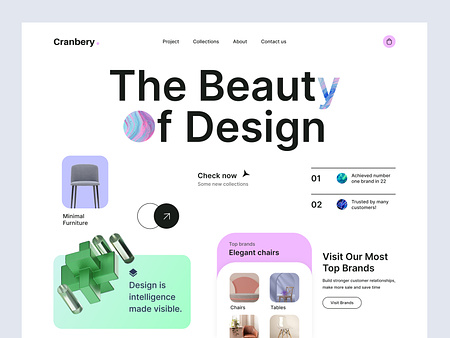 Cranbery
Project
Collections
About
Contact us
The Beauty
Of Design
Check now
Some new collections
01
Achieved number
one brand in 22
02
Trusted by many
customers!
Minimal
Furniture
Design is
intelligence
made visible.
Top brands
Elegant chairs
Chairs
Tables
Visit Our Most
Top Brands
Build stronger customer relationships,
make more sale and save time
Visit Brands